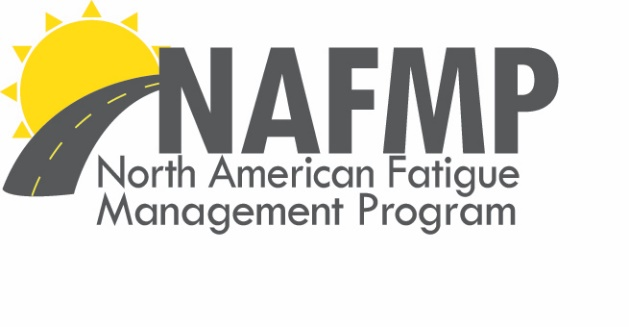 NAFMP
North American Fatigue
Management Program